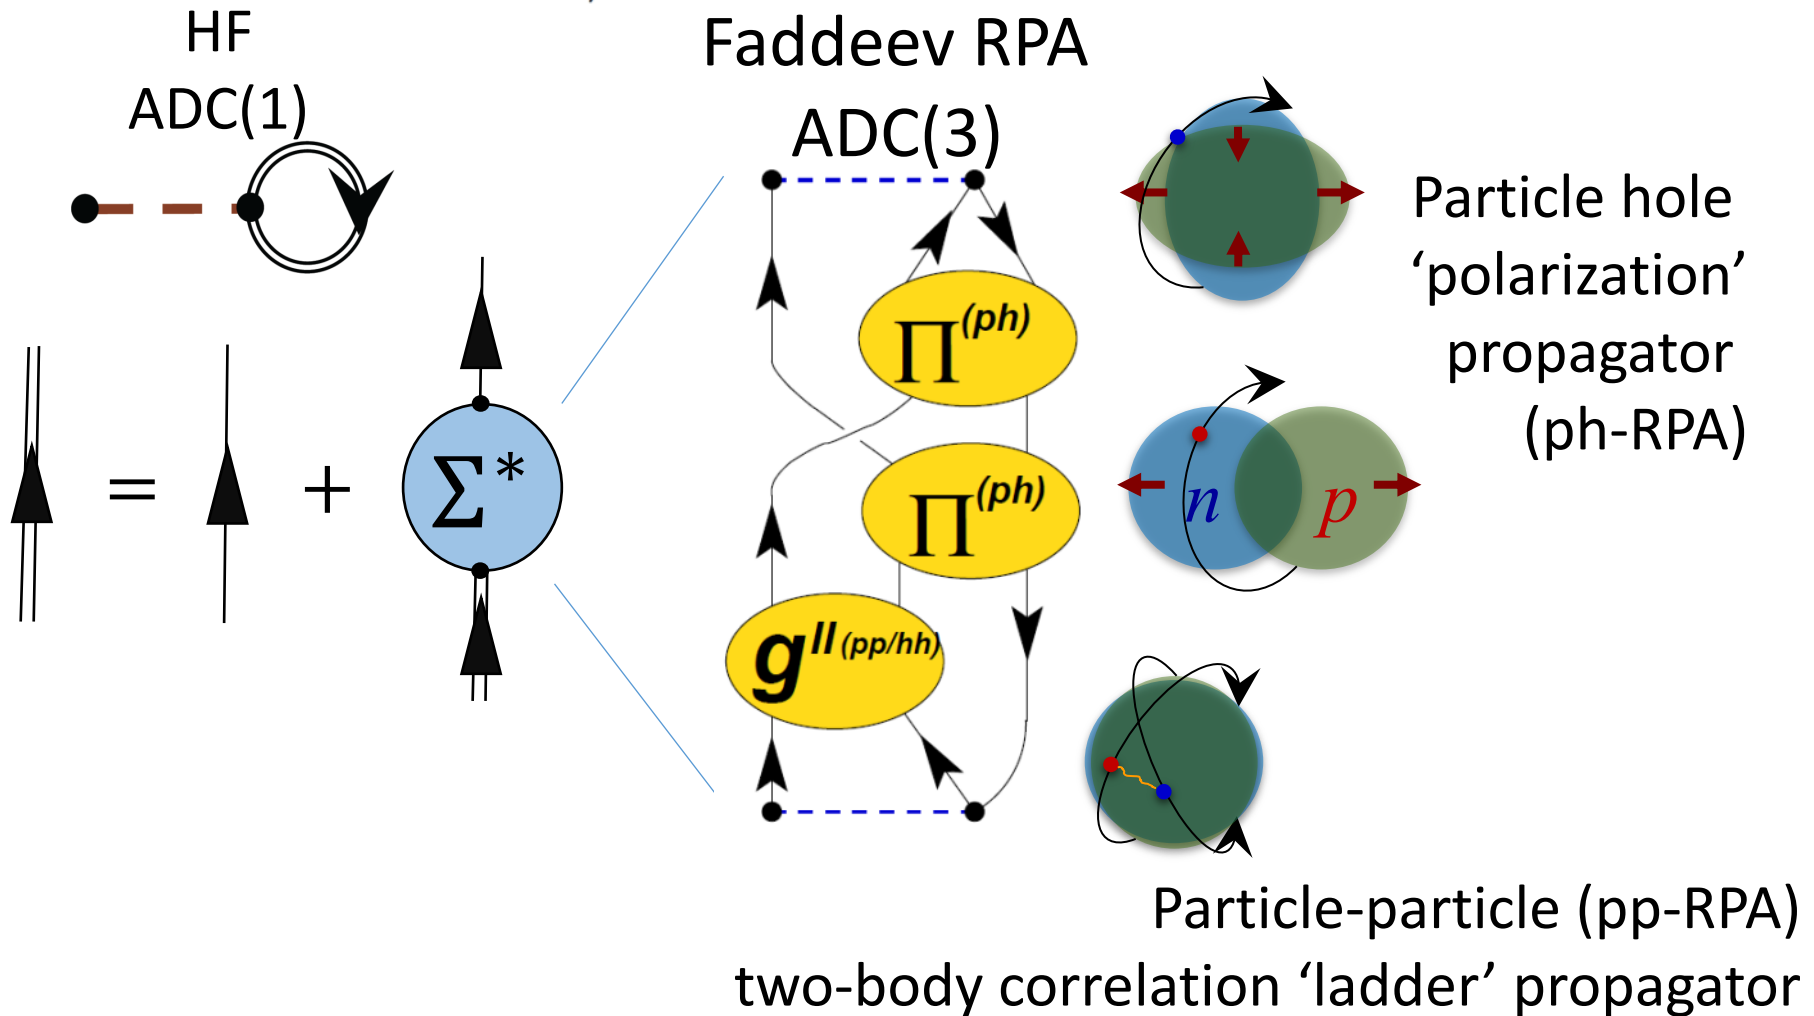 HF
ADC(1)
Faddeev RPA
ADC(3)
Particle hole
‘polarization’
propagator
(ph-RPA)
Π(ph)
Π(ph)
gII (pp/hh)
=
+
Σ*
n
p
Particle-particle (pp-RPA)
two-body correlation ‘ladder’ propagator